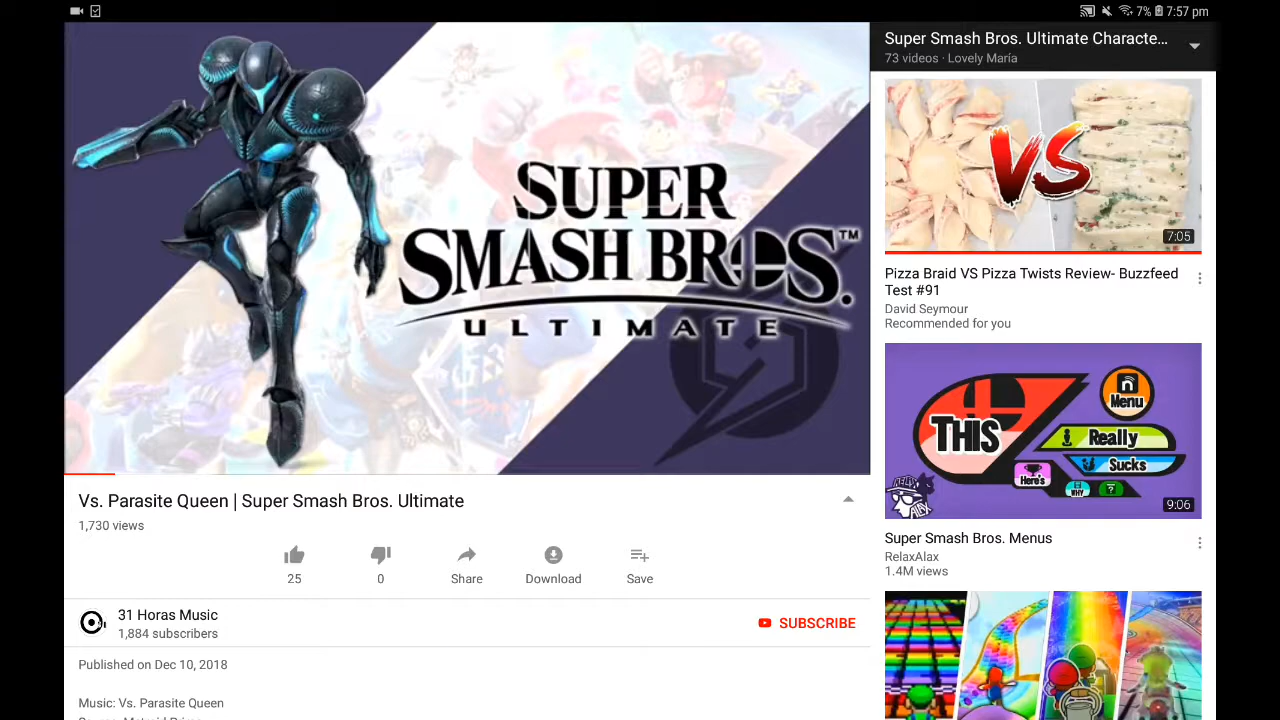 7% 7:57 pm
SUPER
SMASH BROS.™
ULTIMATE
Vs. Parasite Queen | Super Smash Bros. Ultimate
1,730 views
25
0
Share
Download
Save
31 Horas Music
1,884 subscribers
SUBSCRIBE
Published on Dec 10, 2018
Music: Vs. Parasite Queen
Super Smash Bros. Ultimate Characte...
73 videos · Lovely María
VS
7:05
Pizza Braid VS Pizza Twists Review- Buzzfeed
Test #91
David Seymour
Recommended for you
THIS
Menu
Really
Sucks
Here's
WHY
RELAX
ALAX
9:06
Super Smash Bros. Menus
RelaxAlax
1.4M views